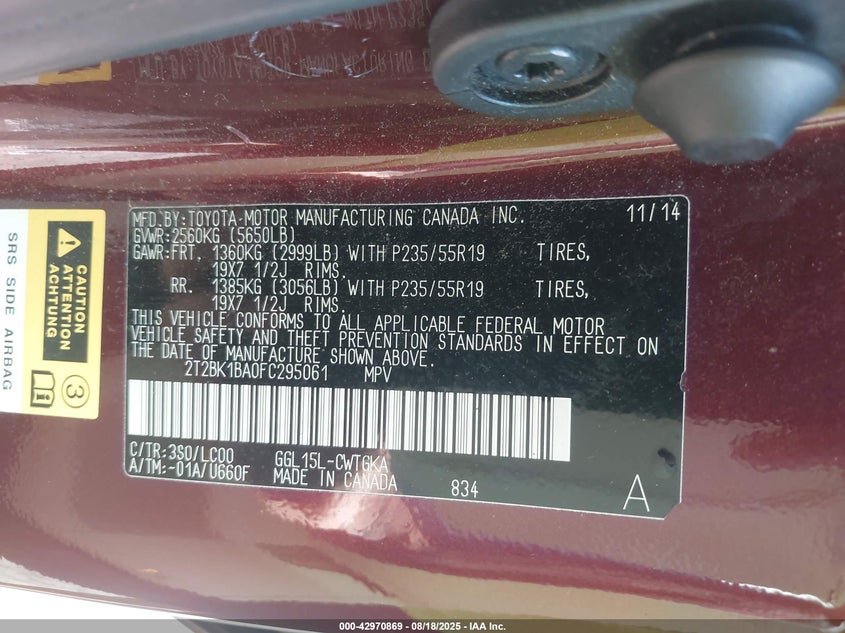 MFD.BY:TOYOTA MOTOR MANUFACTURING CANADA INC. 11/14
GVWR:2560KG (5650LB)
GAWR:FRT. 1360KG (2999LB) WITH P235/55R19 TIRES,
19X7 1/2J RIMS.
RR. 1385KG (3056LB) WITH P235/55R19 TIRES,
19X7 1/2J RIMS.
THIS VEHICLE CONFORMS TO ALL APPLICABLE FEDERAL MOTOR
VEHICLE SAFETY AND THEFT PREVENTION STANDARDS IN EFFECT ON
THE DATE OF MANUFACTURE SHOWN ABOVE.
2T2BK1BA0FC295061 MPV
C/TR:3S0/LC00 GGL15L-CWTGKA
A/TM:-01A/U660F MADE IN CANADA 834 A
SRS SIDE AIRBAG
CAUTION
ATTENTION
ACHTUNG
3
000-42970869 | 08/18/2025 - IAA Inc.